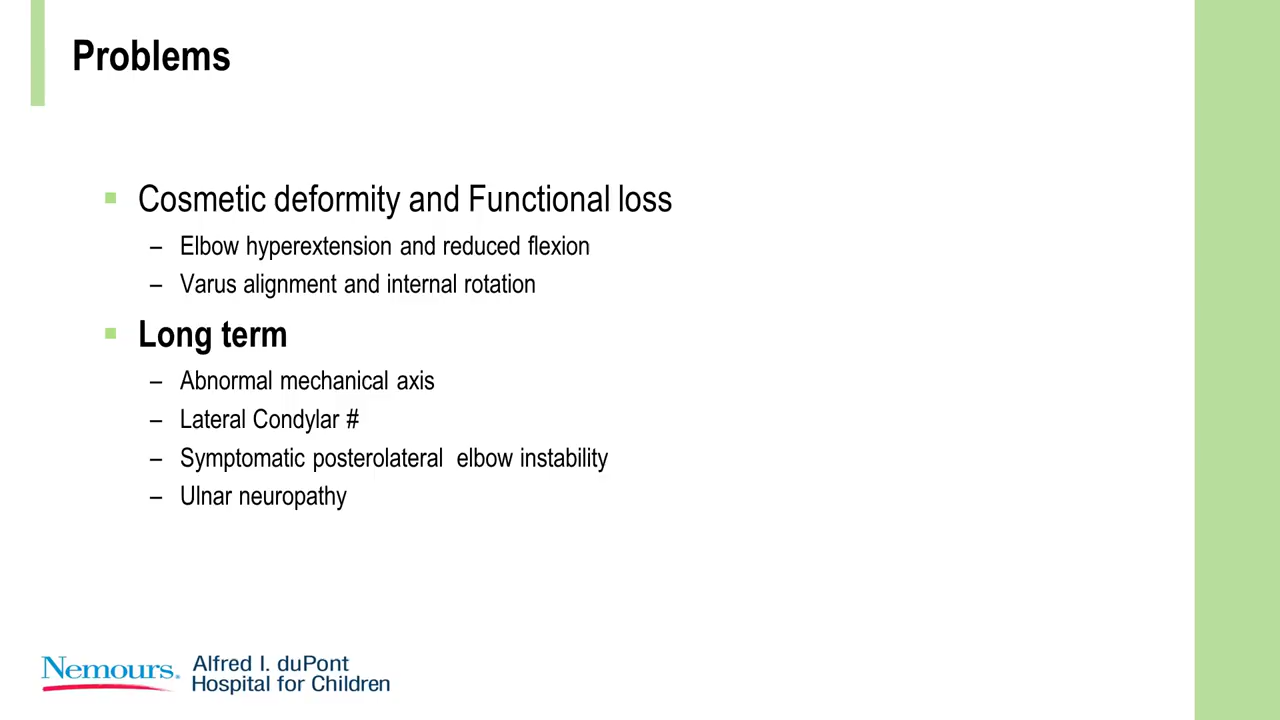 Problems
Cosmetic deformity and Functional loss
– Elbow hyperextension and reduced flexion
– Varus alignment and internal rotation
Long term
– Abnormal mechanical axis
– Lateral Condylar #
– Symptomatic posterolateral  elbow instability
– Ulnar neuropathy
Nemours.
Alfred I. duPont
Hospital for Children